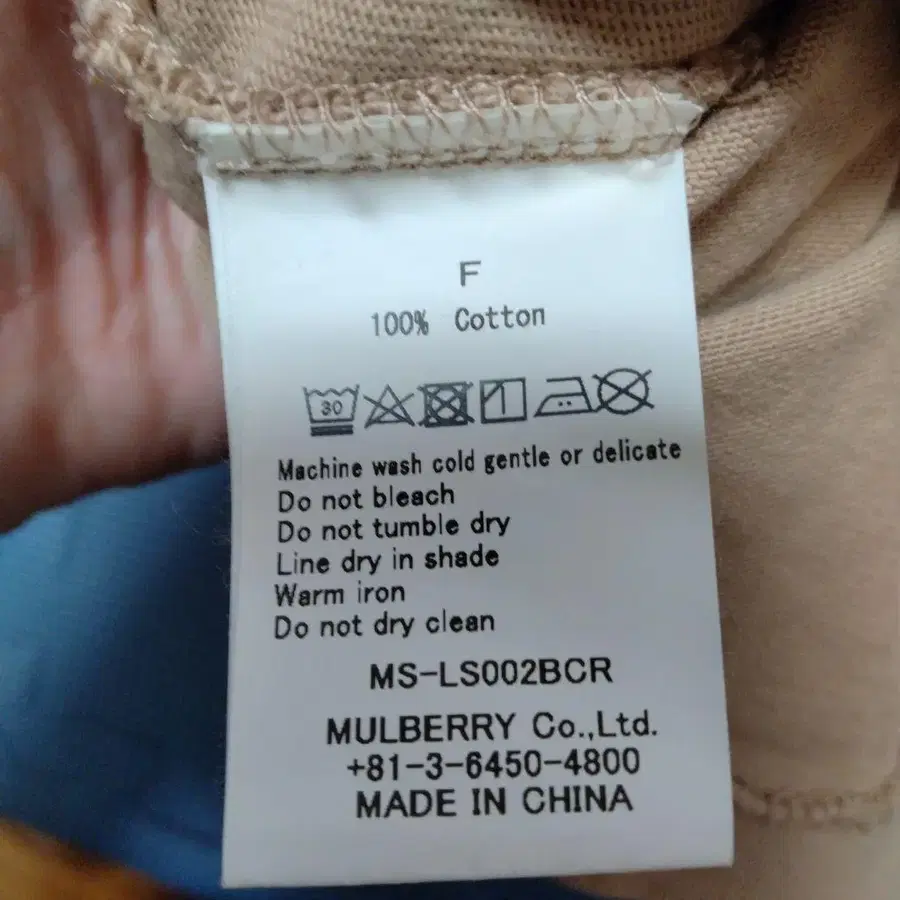 F
100% Cotton
30
Machine wash cold gentle or delicate
Do not bleach
Do not tumble dry
Line dry in shade
Warm iron
Do not dry clean
MS-LS002BCR
MULBERRY Co.,Ltd.
+81-3-6450-4800
MADE IN CHINA